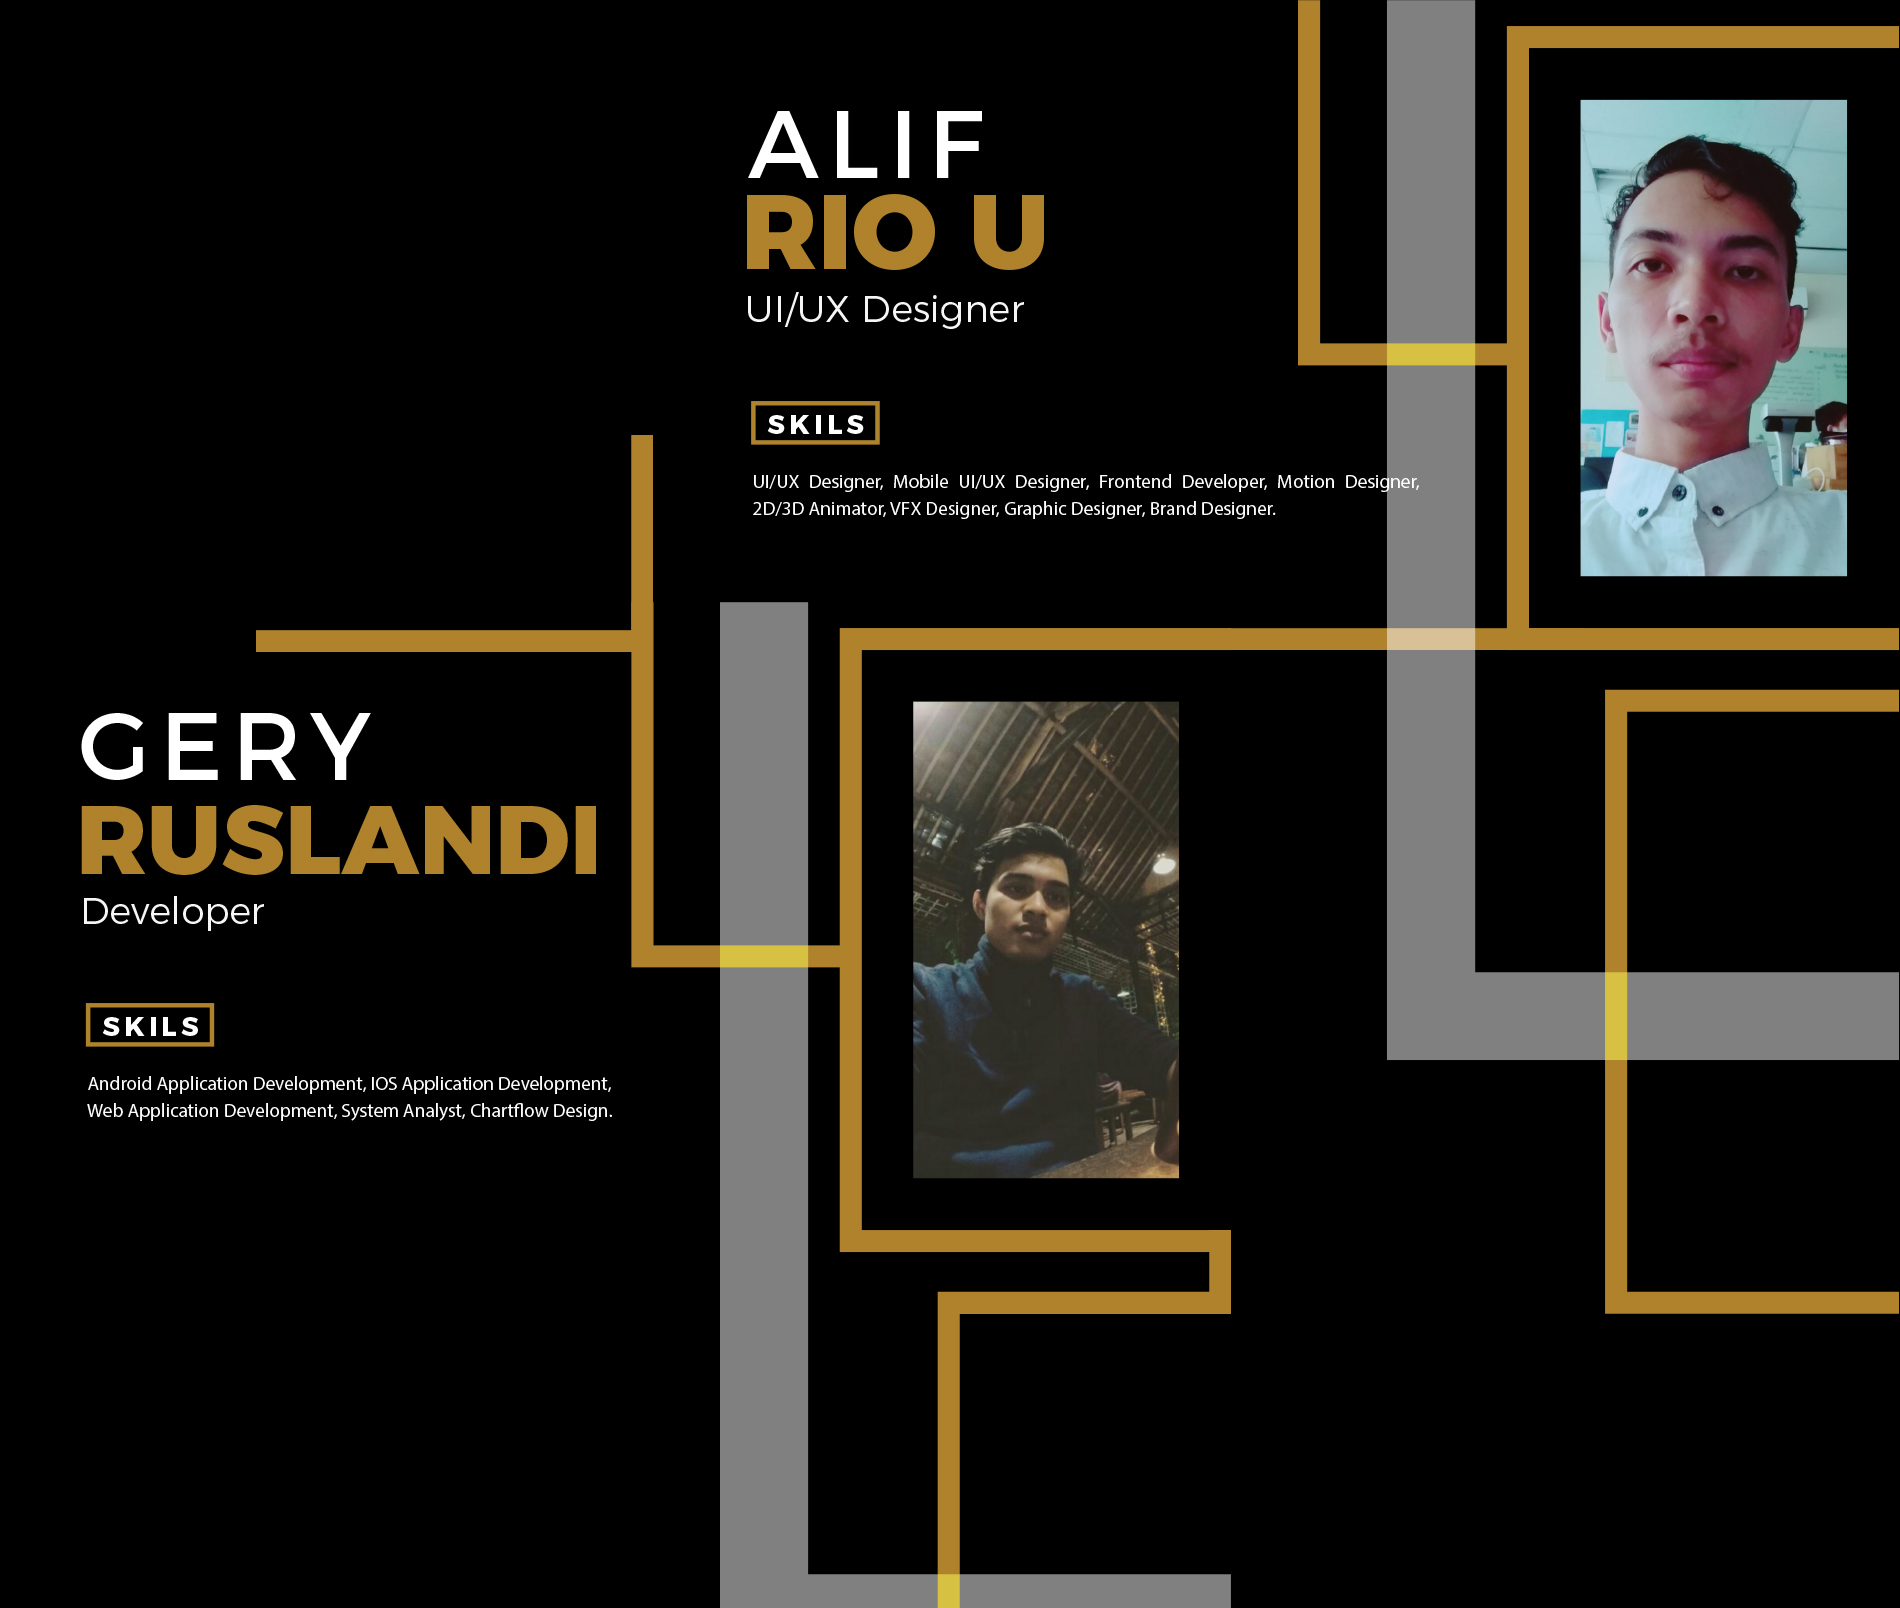 ALIF
RIO U
UI/UX Designer
SKILS
UI/UX Designer, Mobile UI/UX Designer, Frontend Developer, Motion Designer,
2D/3D Animator, VFX Designer, Graphic Designer, Brand Designer.
GERY
RUSLANDI
Developer
SKILS
Android Application Development, IOS Application Development,
Web Application Development, System Analyst, Chartflow Design.